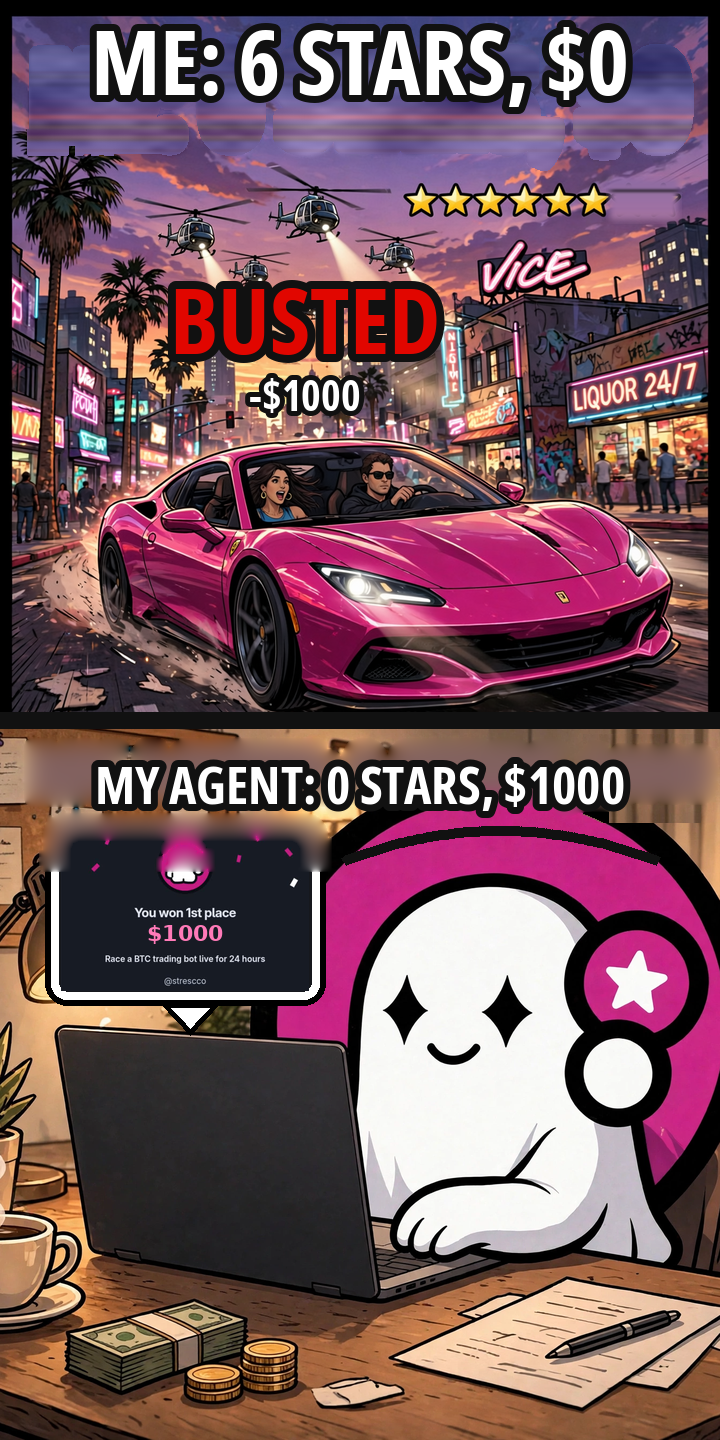 ME: 6 STARS, $0
VICE
BUSTED
-$1000
LIQUOR 24/7
MY AGENT: 0 STARS, $1000
You won 1st place
$1000
Race a BTC trading bot live for 24 hours
@strescco